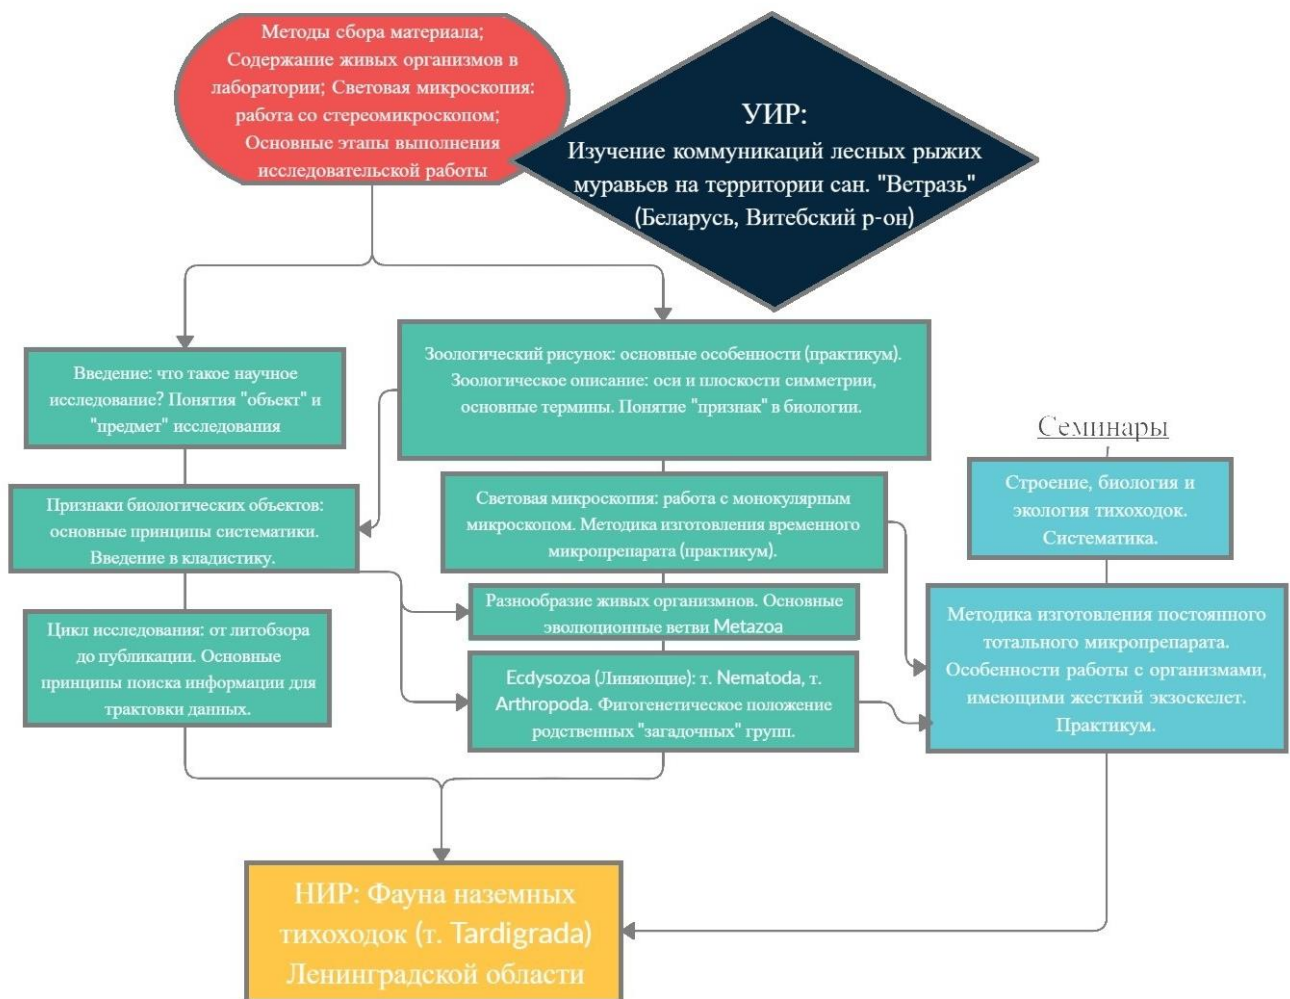 Методы сбора материала;
Содержание живых организмов в
лаборатории; Световая микроскопия:
работа со стереомикроскопом;
Основные этапы выполнения
исследовательской работы
УИР:
Изучение коммуникаций лесных рыжих
муравьев на территории сан. "Ветразь"
(Беларусь, Витебский р-он)
Введение: что такое научное
исследование? Понятия "объект" и
"предмет" исследования
Зоологический рисунок: основные особенности (практикум).
Зоологическое описание: оси и плоскости симметрии,
основные термины. Понятие "признак" в биологии.
Семинары
Признаки биологических объектов:
основные принципы систематики.
Введение в кладистику.
Световая микроскопия: работа с монокулярным
микроскопом. Методика изготовления временного
микропрепарата (практикум).
Строение, биология и
экология тихоходок.
Систематика.
Разнообразие живых организмнов. Основные
эволюционные ветви Metazoa
Цикл исследования: от литобзора
до публикации. Основные
принципы поиска информации для
трактовки данных.
Ecdysozoa (Линяющие): т. Nematoda, т.
Arthropoda. Фигогенетическое положение
родственных "загадочных" групп.
Методика изготовления постоянного
тотального микропрепарата.
Особенности работы с организмами,
имеющими жесткий экзоскелет.
Практикум.
НИР: Фауна наземных
тихоходок (т. Tardigrada)
Ленинградской области